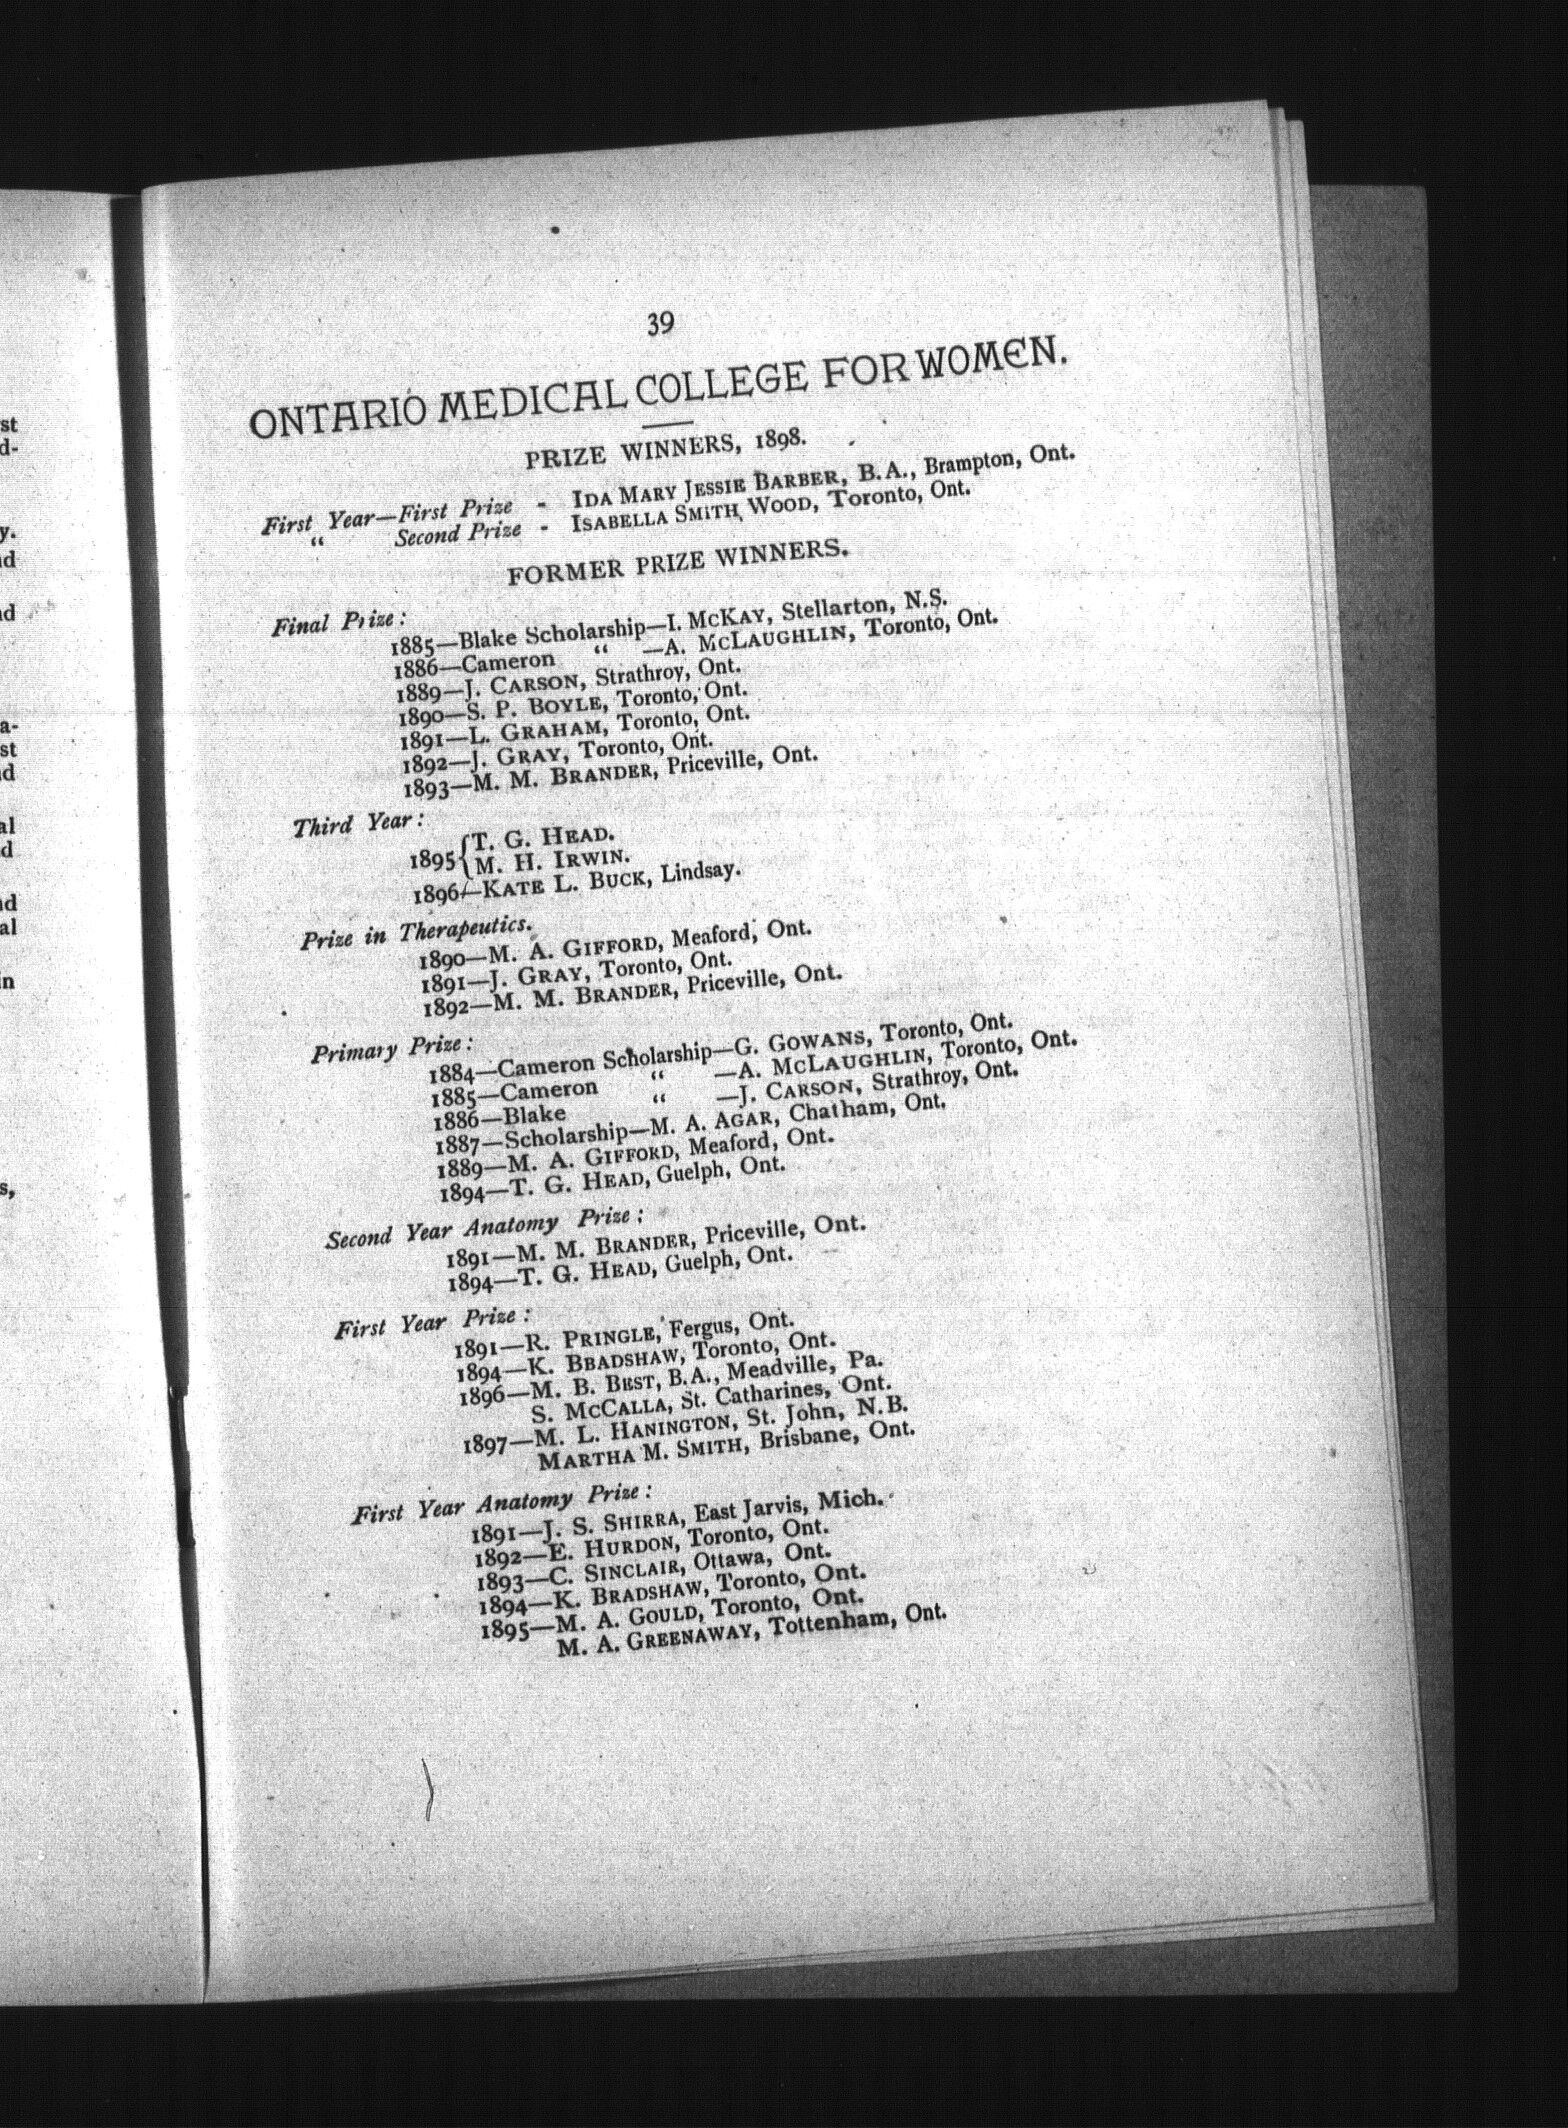 39
ONTARIO MEDICAL COLLEGE FOR WOMEN.
PRIZE WINNERS, 1898.
First Year—First Prize - IDA MARY JESSIE BARBER, B.A., Brampton, Ont.
“ Second Prize - ISABELLA SMITH WOOD, Toronto, Ont.
FORMER PRIZE WINNERS.
Final Prize:
1885—Blake Scholarship—I. MCKAY, Stellarton, N.S.
1886—Cameron “ —A. MCLAUGHLIN, Toronto, Ont.
1889—J. CARSON, Strathroy, Ont.
1890—S. P. BOYLE, Toronto, Ont.
1891—L. GRAHAM, Toronto, Ont.
1892—J. GRAY, Toronto, Ont.
1893—M. M. BRANDER, Priceville, Ont.
Third Year:
1895 { T. G. HEAD.
M. H. IRWIN.
1896—KATE L. BUCK, Lindsay.
Prize in Therapeutics.
1890—M. A. GIFFORD, Meaford, Ont.
1891—J. GRAY, Toronto, Ont.
1892—M. M. BRANDER, Priceville, Ont.
Primary Prize:
1884—Cameron Scholarship—G. GOWANS, Toronto, Ont.
1885—Cameron “ —A. MCLAUGHLIN, Toronto, Ont.
1886—Blake “ —J. CARSON, Strathroy, Ont.
1887—Scholarship—M. A. AGAR, Chatham, Ont.
1889—M. A. GIFFORD, Meaford, Ont.
1894—T. G. HEAD, Guelph, Ont.
Second Year Anatomy Prize:
1891—M. M. BRANDER, Priceville, Ont.
1894—T. G. HEAD, Guelph, Ont.
First Year Prize:
1891—R. PRINGLE, Fergus, Ont.
1894—K. BBADSHAW, Toronto, Ont.
1896—M. B. BEST, B.A., Meadville, Pa.
S. MCCALLA, St. Catharines, Ont.
1897—M. L. HANINGTON, St. John, N.B.
MARTHA M. SMITH, Brisbane, Ont.
First Year Anatomy Prize:
1891—J. S. SHIRRA, East Jarvis, Mich.
1892—E. HURDON, Toronto, Ont.
1893—C. SINCLAIR, Ottawa, Ont.
1894—K. BRADSHAW, Toronto, Ont.
1895—M. A. GOULD, Toronto, Ont.
M. A. GREENAWAY, Tottenham, Ont.